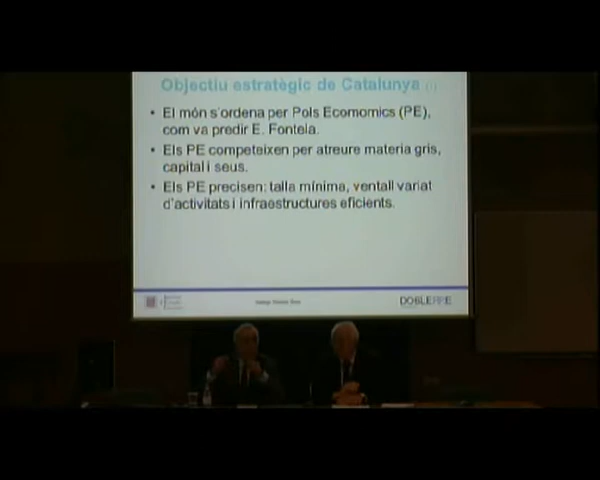 Objectiu estratègic de Catalunya
• El món s'ordena per Pols Ecomomics (PE),
com va predir E. Fontela.
• Els PE competeixen per atreure materia gris,
capital i seus.
• Els PE precisen: talla mínima, ventall variat
d'activitats i infraestructures eficients.
DOBLERRE